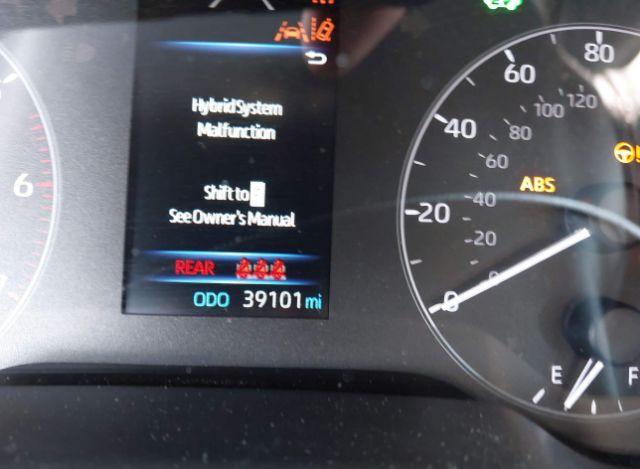 Hybrid System
Malfunction
Shift to P
See Owner's Manual
REAR
ODO 39101 mi
6
20
40
60
80
0
20
40
60
80
100
120
0
ABS
E
F